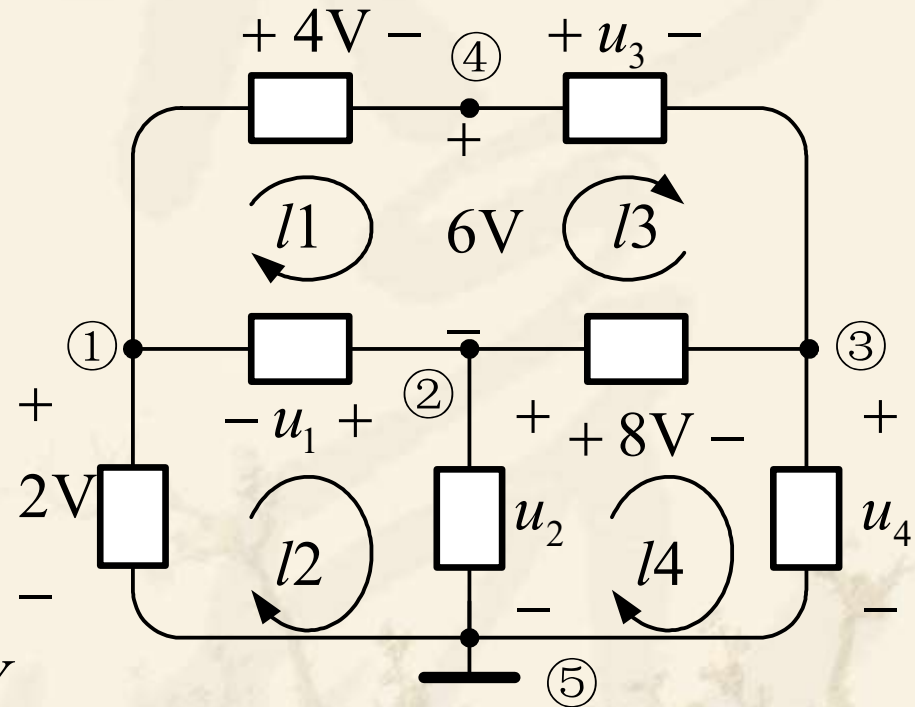 + 4V −
④
+ u₃ −
+
l1
6V
l3
①
−
③
②
+
− u₁ +
+
+ 8V −
+
2V
u₂
u₄
l2
l4
−
−
−
V
⑤